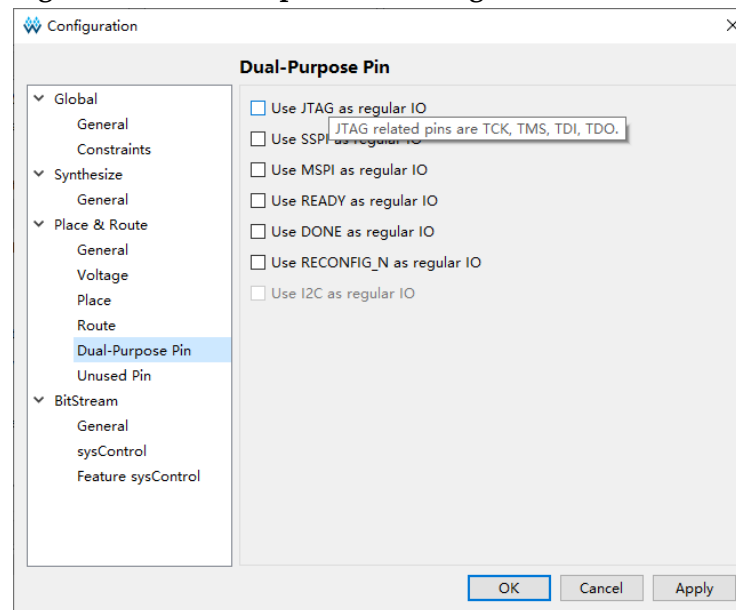 Configuration
Dual-Purpose Pin
Global
General
Constraints
Synthesize
General
Place & Route
General
Voltage
Place
Route
Dual-Purpose Pin
Unused Pin
BitStream
General
sysControl
Feature sysControl
Use JTAG as regular IO
JTAG related pins are TCK, TMS, TDI, TDO.
Use SSPI as regular IO
Use MSPI as regular IO
Use READY as regular IO
Use DONE as regular IO
Use RECONFIG_N as regular IO
Use I2C as regular IO
OK Cancel Apply